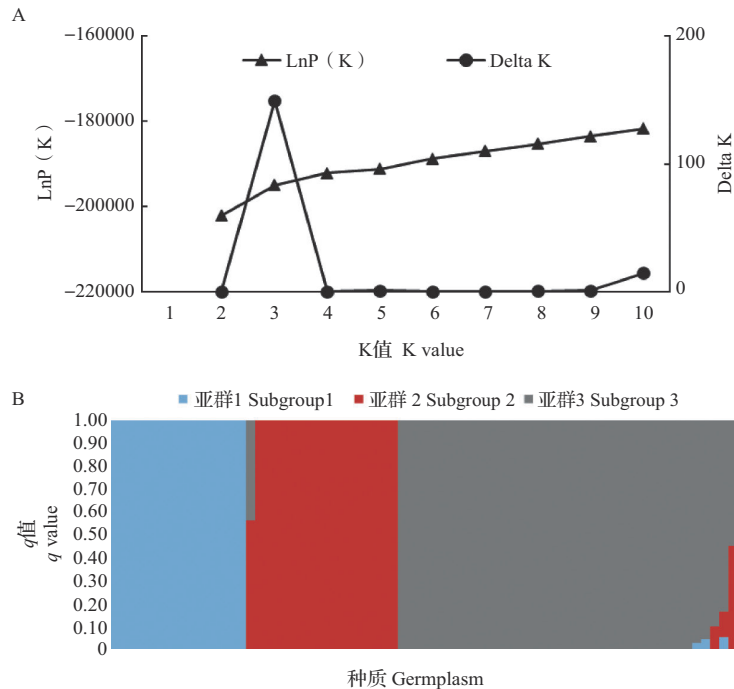 A
−160000
−180000
−200000
−220000
LnP（K）
LnP（K）
Delta K
200
100
0
Delta K
1 2 3 4 5 6 7 8 9 10
K值 K value
B
亚群1 Subgroup1 亚群 2 Subgroup 2 亚群3 Subgroup 3
1.00
0.90
0.80
0.70
0.60
0.50
0.40
0.30
0.20
0.10
0
q值
q value
种质 Germplasm